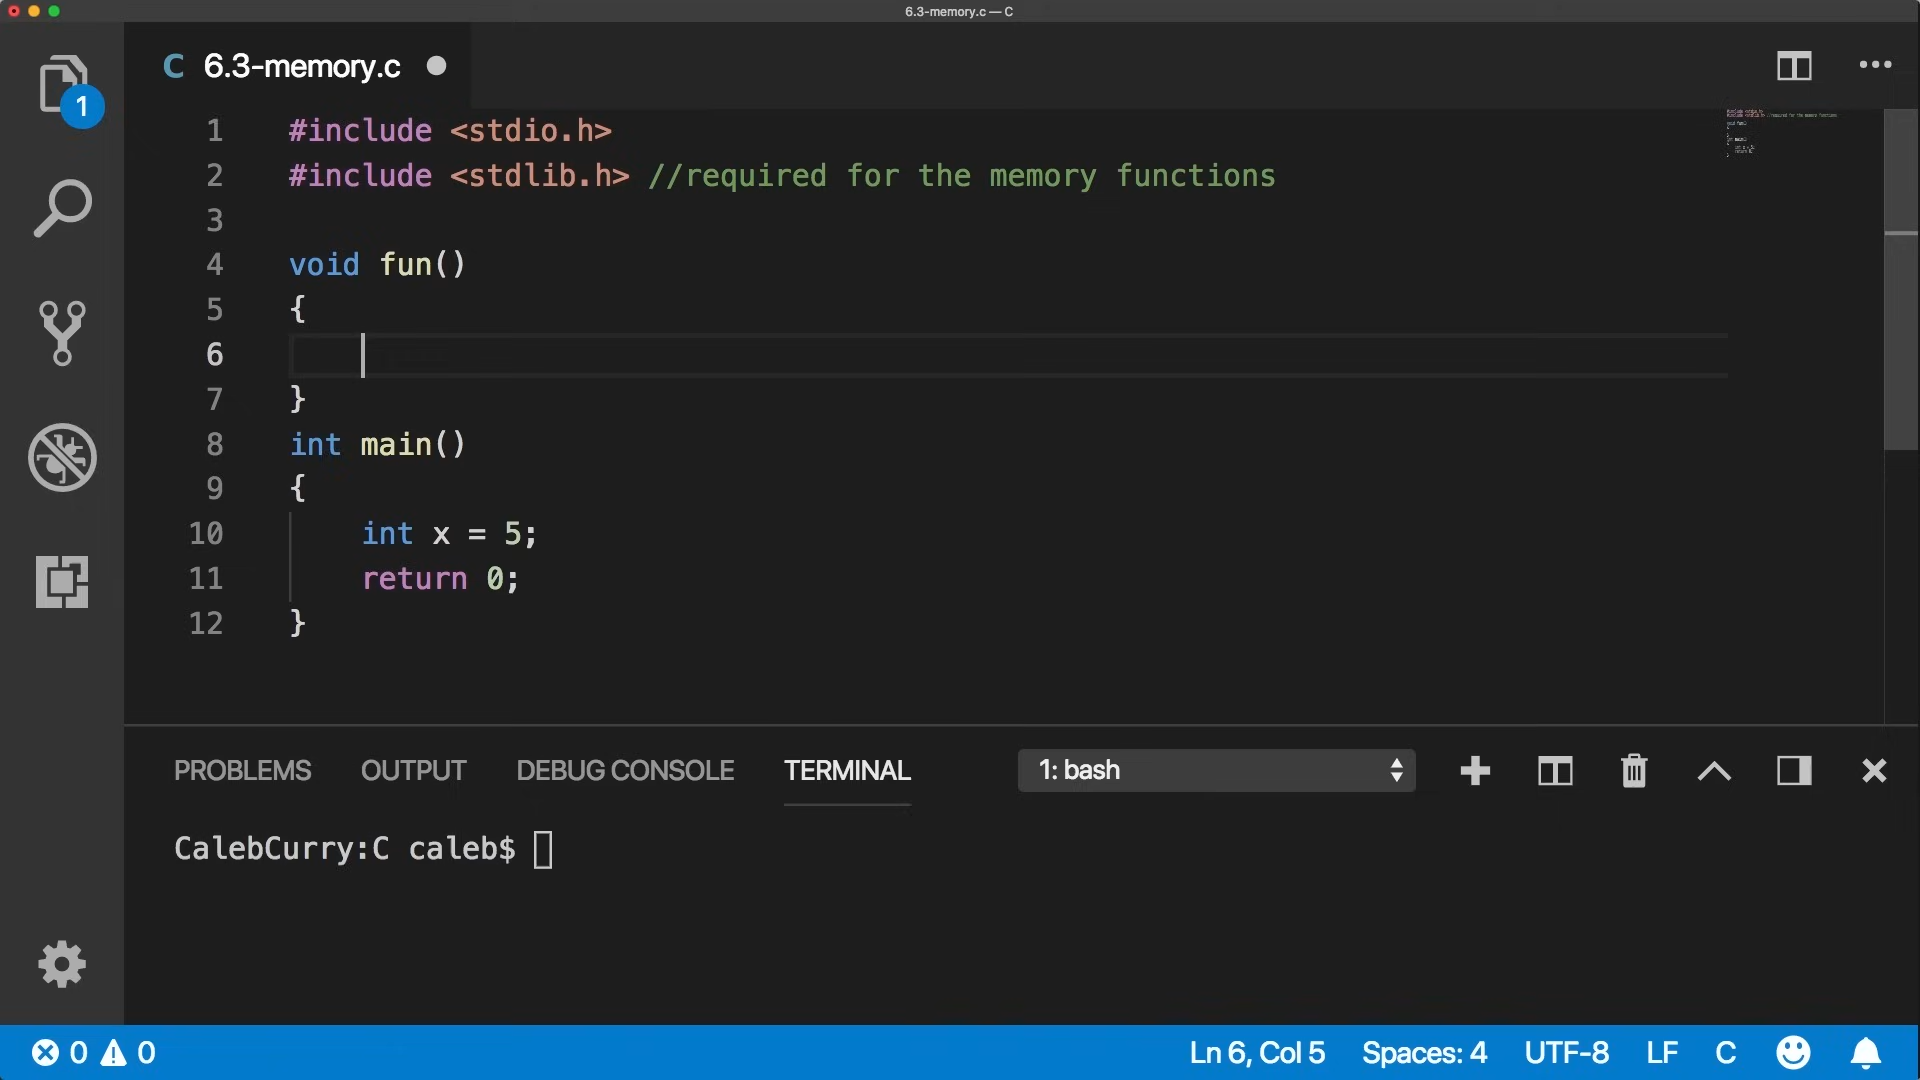 6.3-memory.c — C
1
C 6.3-memory.c
1 #include <stdio.h>
2 #include <stdlib.h> //required for the memory functions
3
4 void fun()
5 {
6
7 }
8 int main()
9 {
10 int x = 5;
11 return 0;
12 }
PROBLEMS OUTPUT DEBUG CONSOLE TERMINAL 1: bash
CalebCurry:C caleb$
0 0 Ln 6, Col 5 Spaces: 4 UTF-8 LF C